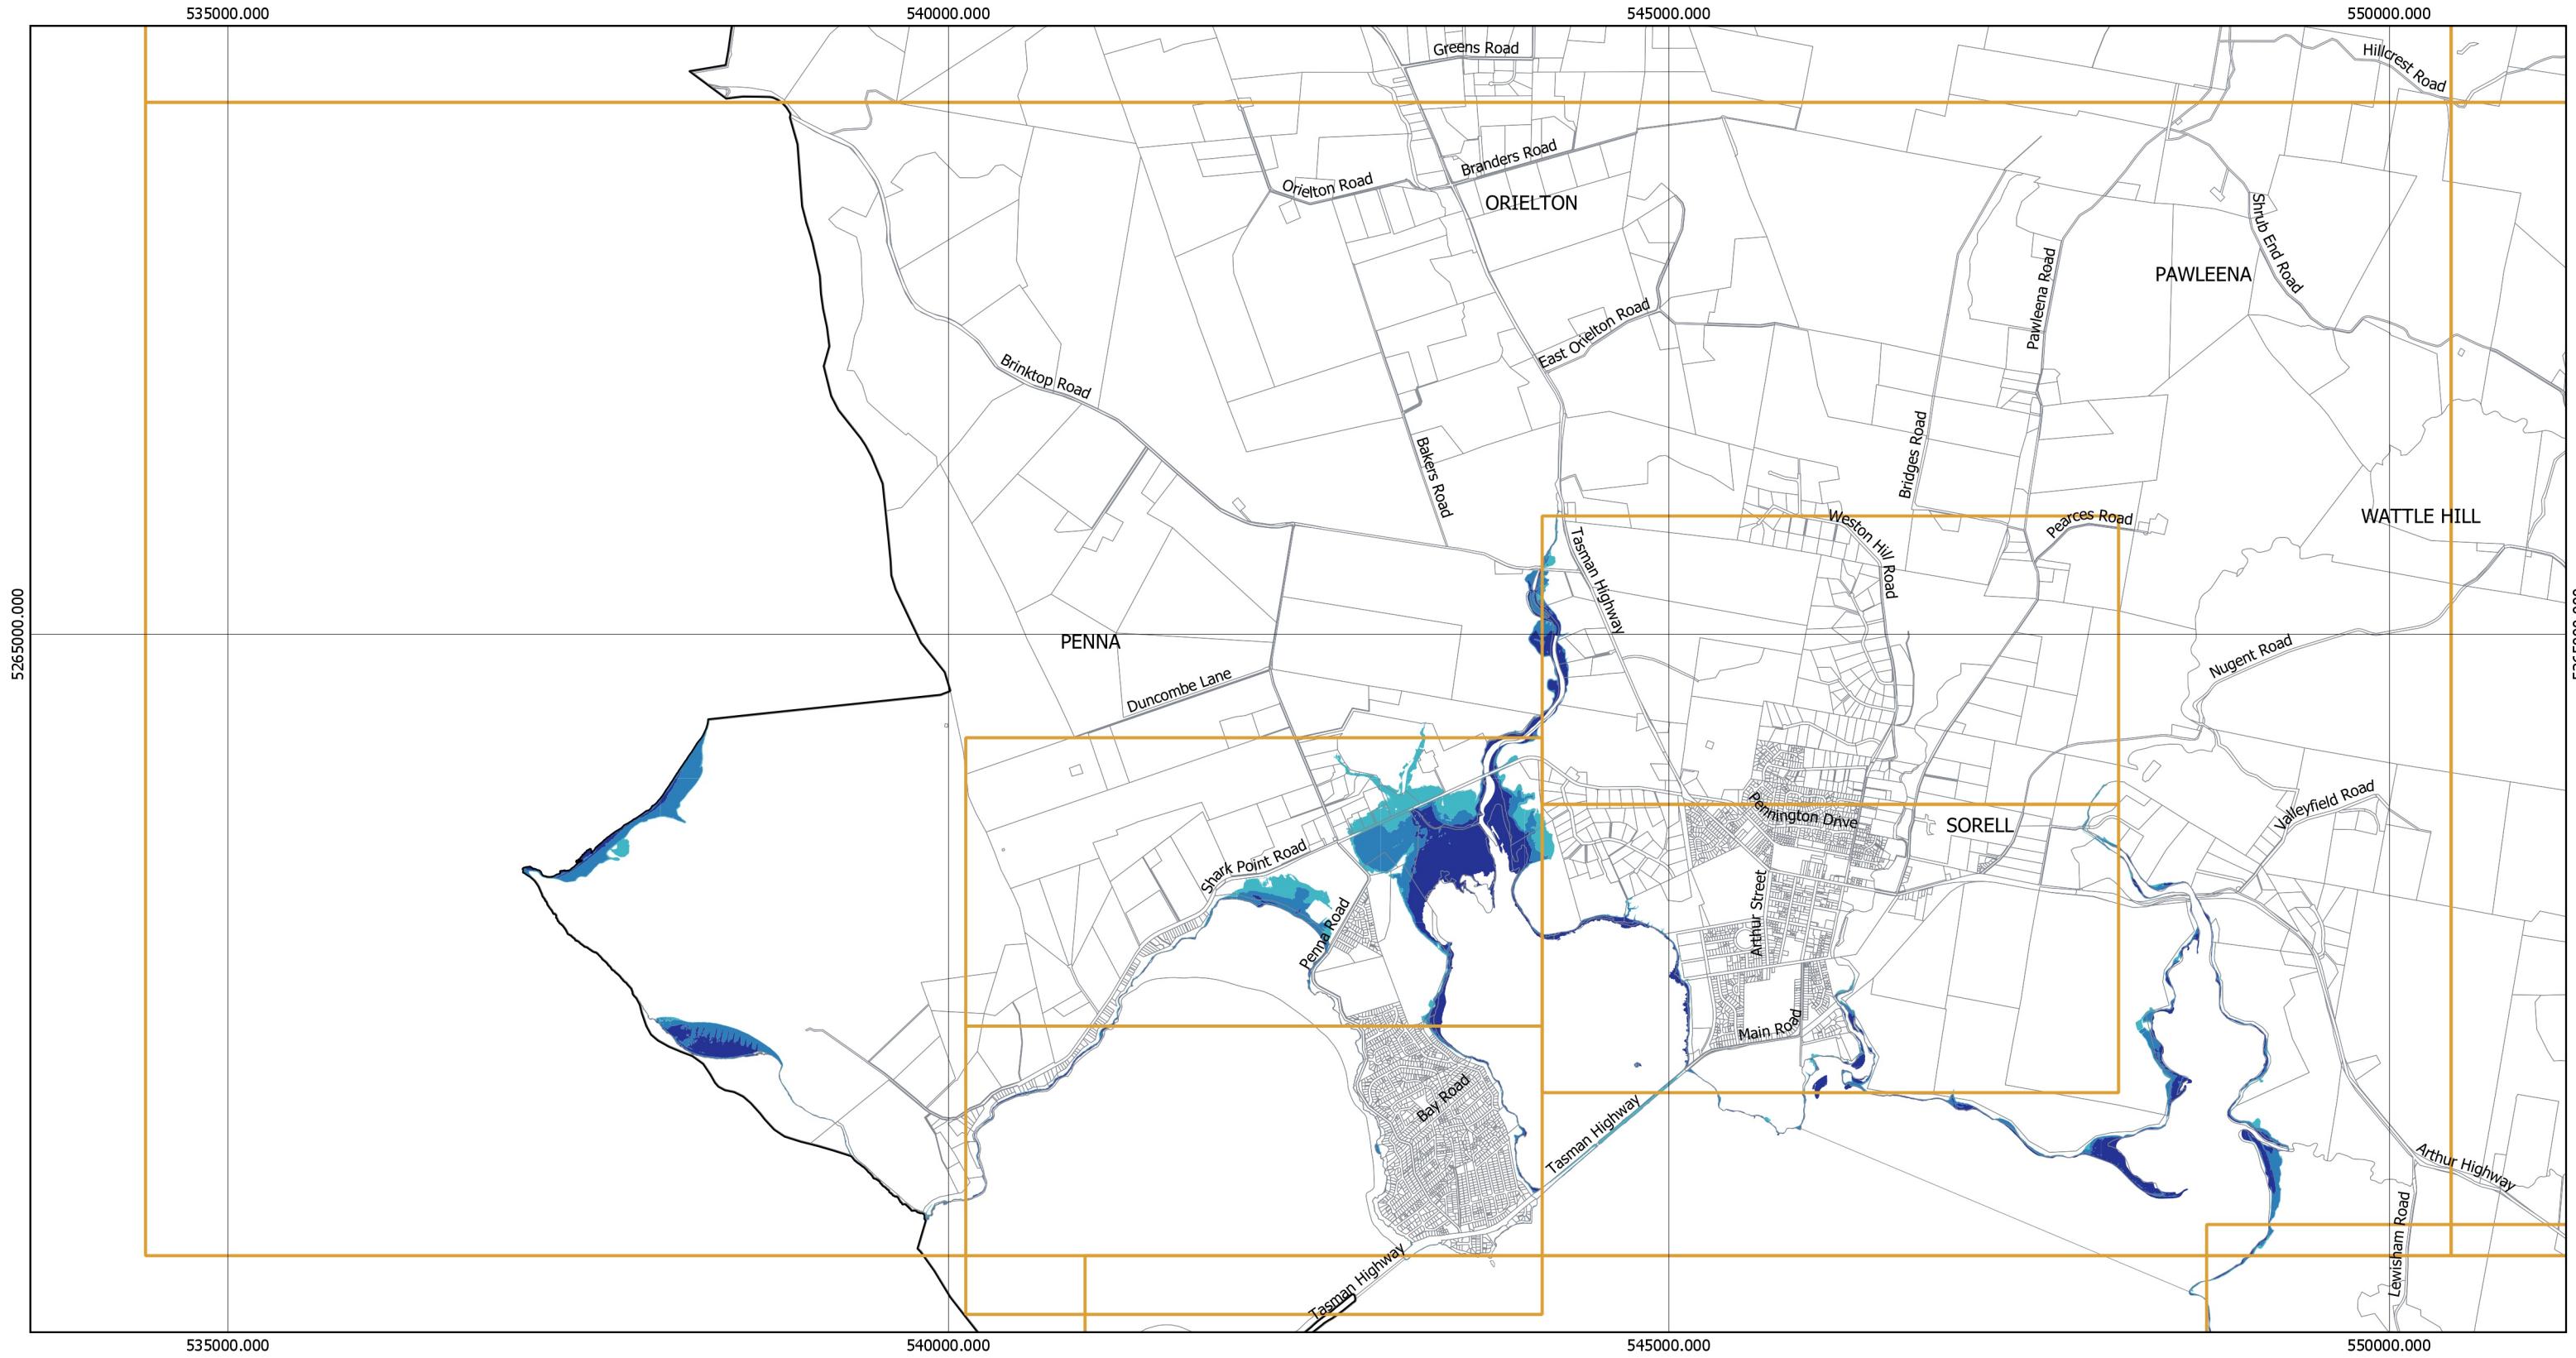 535000.000
540000.000
545000.000
550000.000
Greens Road
Hillcrest Road
Branders Road
Orielton Road
ORIELTON
Shrub End Road
PAWLEENA
Pawleena Road
East Orielton Road
Brinktop Road
Bakers Road
Bridges Road
Weston Hill Road
Pearces Road
WATTLE HILL
Tasman Highway
5265000.000
PENNA
Nugent Road
Duncombe Lane
Pennington Drive
SORELL
Valleyfield Road
Shark Point Road
Arthur Street
Penna Road
Main Road
Bay Road
Tasman Highway
Arthur Highway
Lewisham Road
Tasman Highway
535000.000
540000.000
545000.000
550000.000